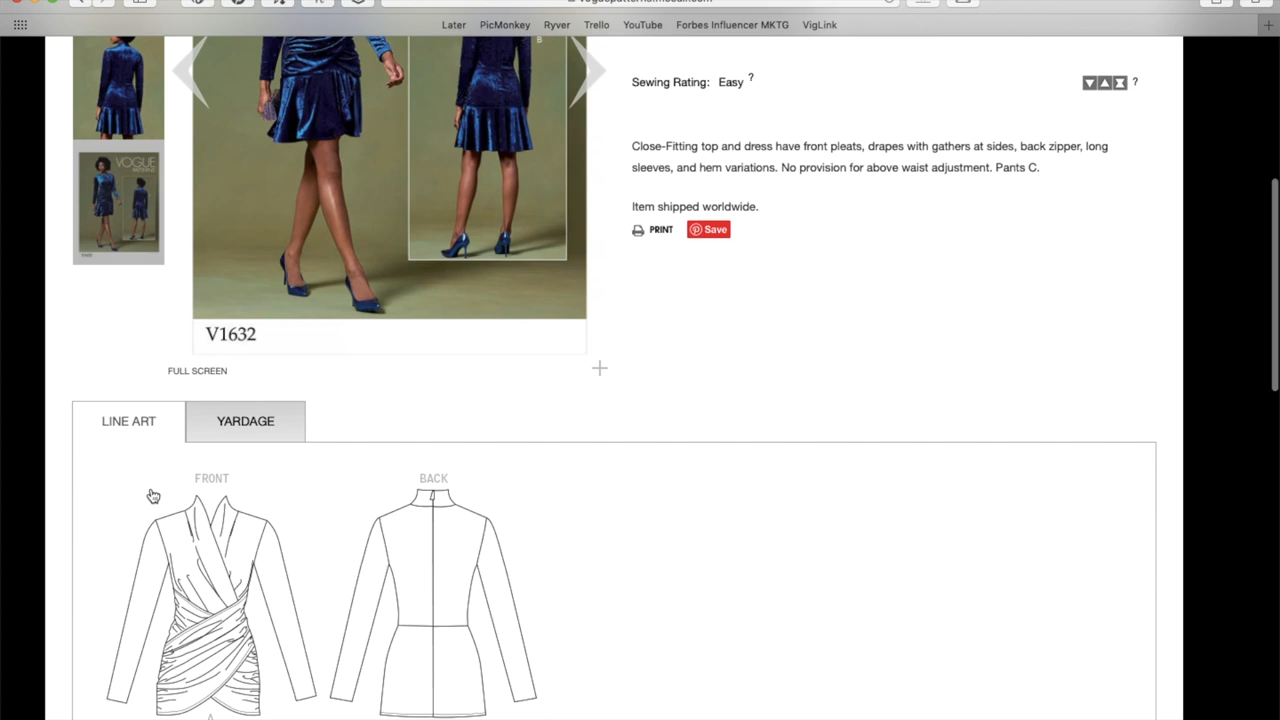 Later PicMonkey Ryver Trello YouTube Forbes Influencer MKTG VigLink
B
Sewing Rating: Easy ?
?
Close-Fitting top and dress have front pleats, drapes with gathers at sides, back zipper, long
sleeves, and hem variations. No provision for above waist adjustment. Pants C.
Item shipped worldwide.
PRINT Save
VOGUE
PATTERNS
V1632
FULL SCREEN
LINE ART YARDAGE
FRONT BACK